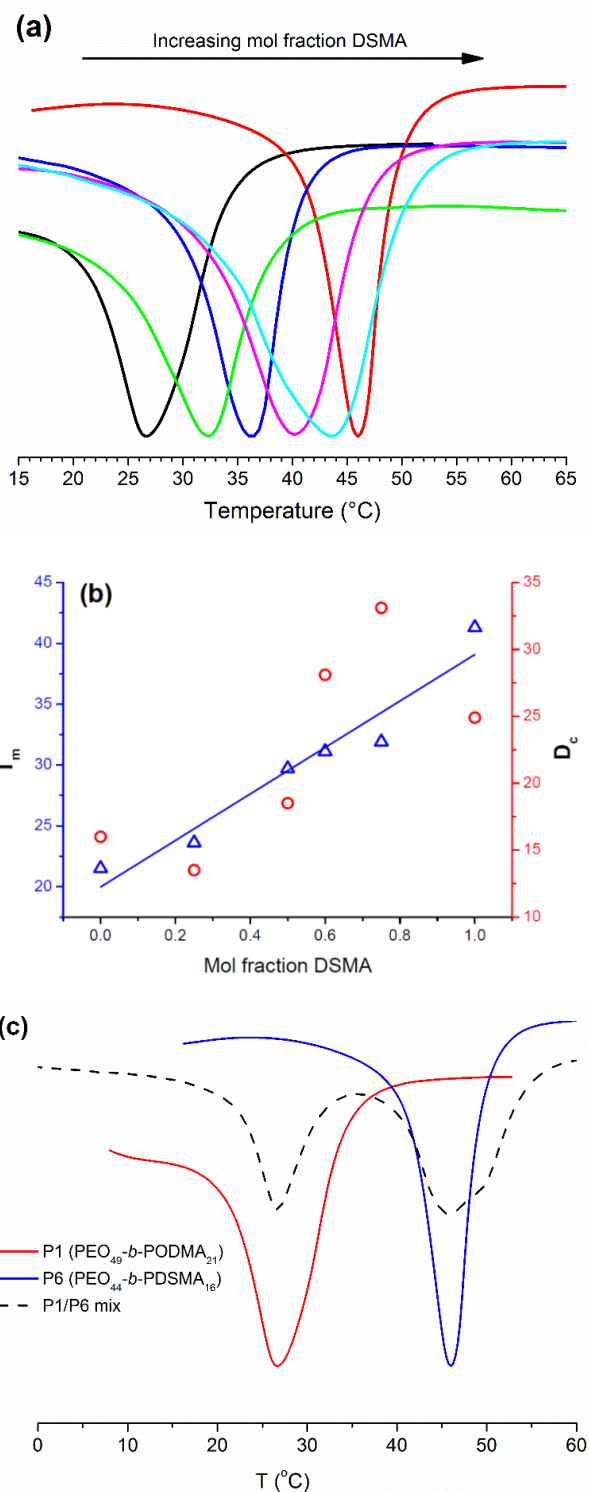 (a)
Increasing mol fraction DSMA
15 20 25 30 35 40 45 50 55 60 65
Temperature (°C)
(b)
45
40
35
30
25
20
35
30
25
20
15
10
D_c
0.0 0.2 0.4 0.6 0.8 1.0
Mol fraction DSMA
(c)
P1 (PEO₄₉-b-PODMA₂₁)
P6 (PEO₄₄-b-PDSMA₁₆)
P1/P6 mix
0 10 20 30 40 50 60
T (°C)